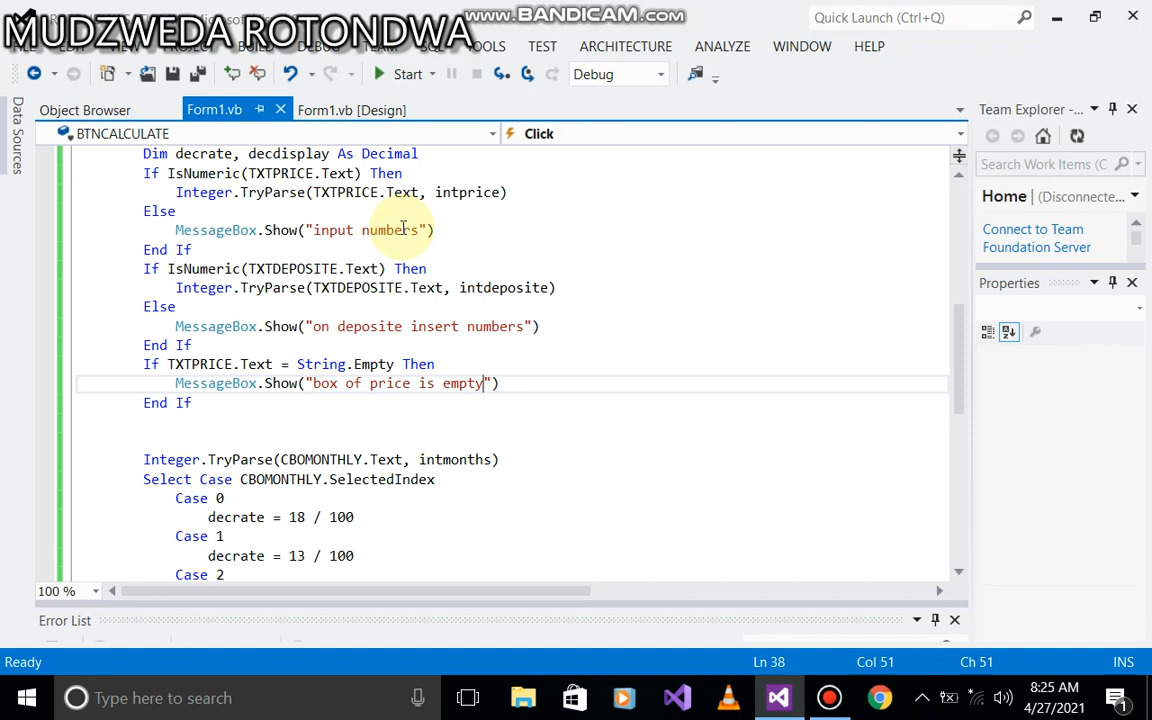 www.BANDICAM.com
MUDZWEDA ROTONDWA
Quick Launch (Ctrl+Q)
TOOLS TEST ARCHITECTURE ANALYZE WINDOW HELP
Start Debug
Data Sources
Object Browser Form1.vb Form1.vb [Design]
BTNCALCULATE Click
Dim decrate, decdisplay As Decimal
If IsNumeric(TXTPRICE.Text) Then
Integer.TryParse(TXTPRICE.Text, intprice)
Else
MessageBox.Show("input numbers")
End If
If IsNumeric(TXTDEPOSITE.Text) Then
Integer.TryParse(TXTDEPOSITE.Text, intdeposite)
Else
MessageBox.Show("on deposite insert numbers")
End If
If TXTPRICE.Text = String.Empty Then
MessageBox.Show("box of price is empty")
End If
Integer.TryParse(CBOMONTHLY.Text, intmonths)
Select Case CBOMONTHLY.SelectedIndex
Case 0
decrate = 18 / 100
Case 1
decrate = 13 / 100
Case 2
100 %
Error List
Team Explorer -...
Search Work Items (C
Home (Disconnecte...
Connect to Team
Foundation Server
Properties
Ready Ln 38 Col 51 Ch 51 INS
Type here to search
8:25 AM
4/27/2021
1